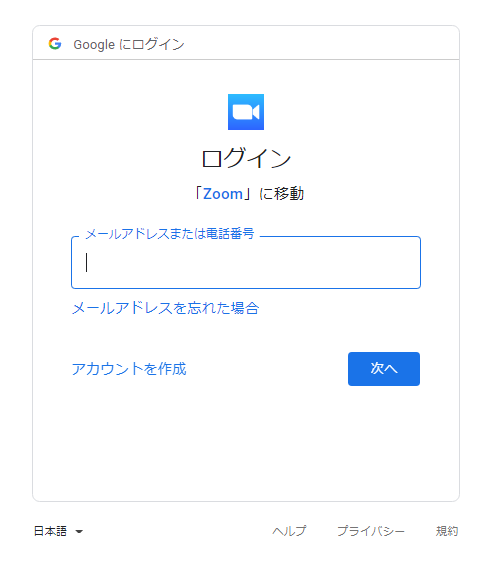 Google にログイン
ログイン
「Zoom」に移動
メールアドレスまたは電話番号
メールアドレスを忘れた場合
アカウントを作成
次へ
日本語
ヘルプ
プライバシー
規約